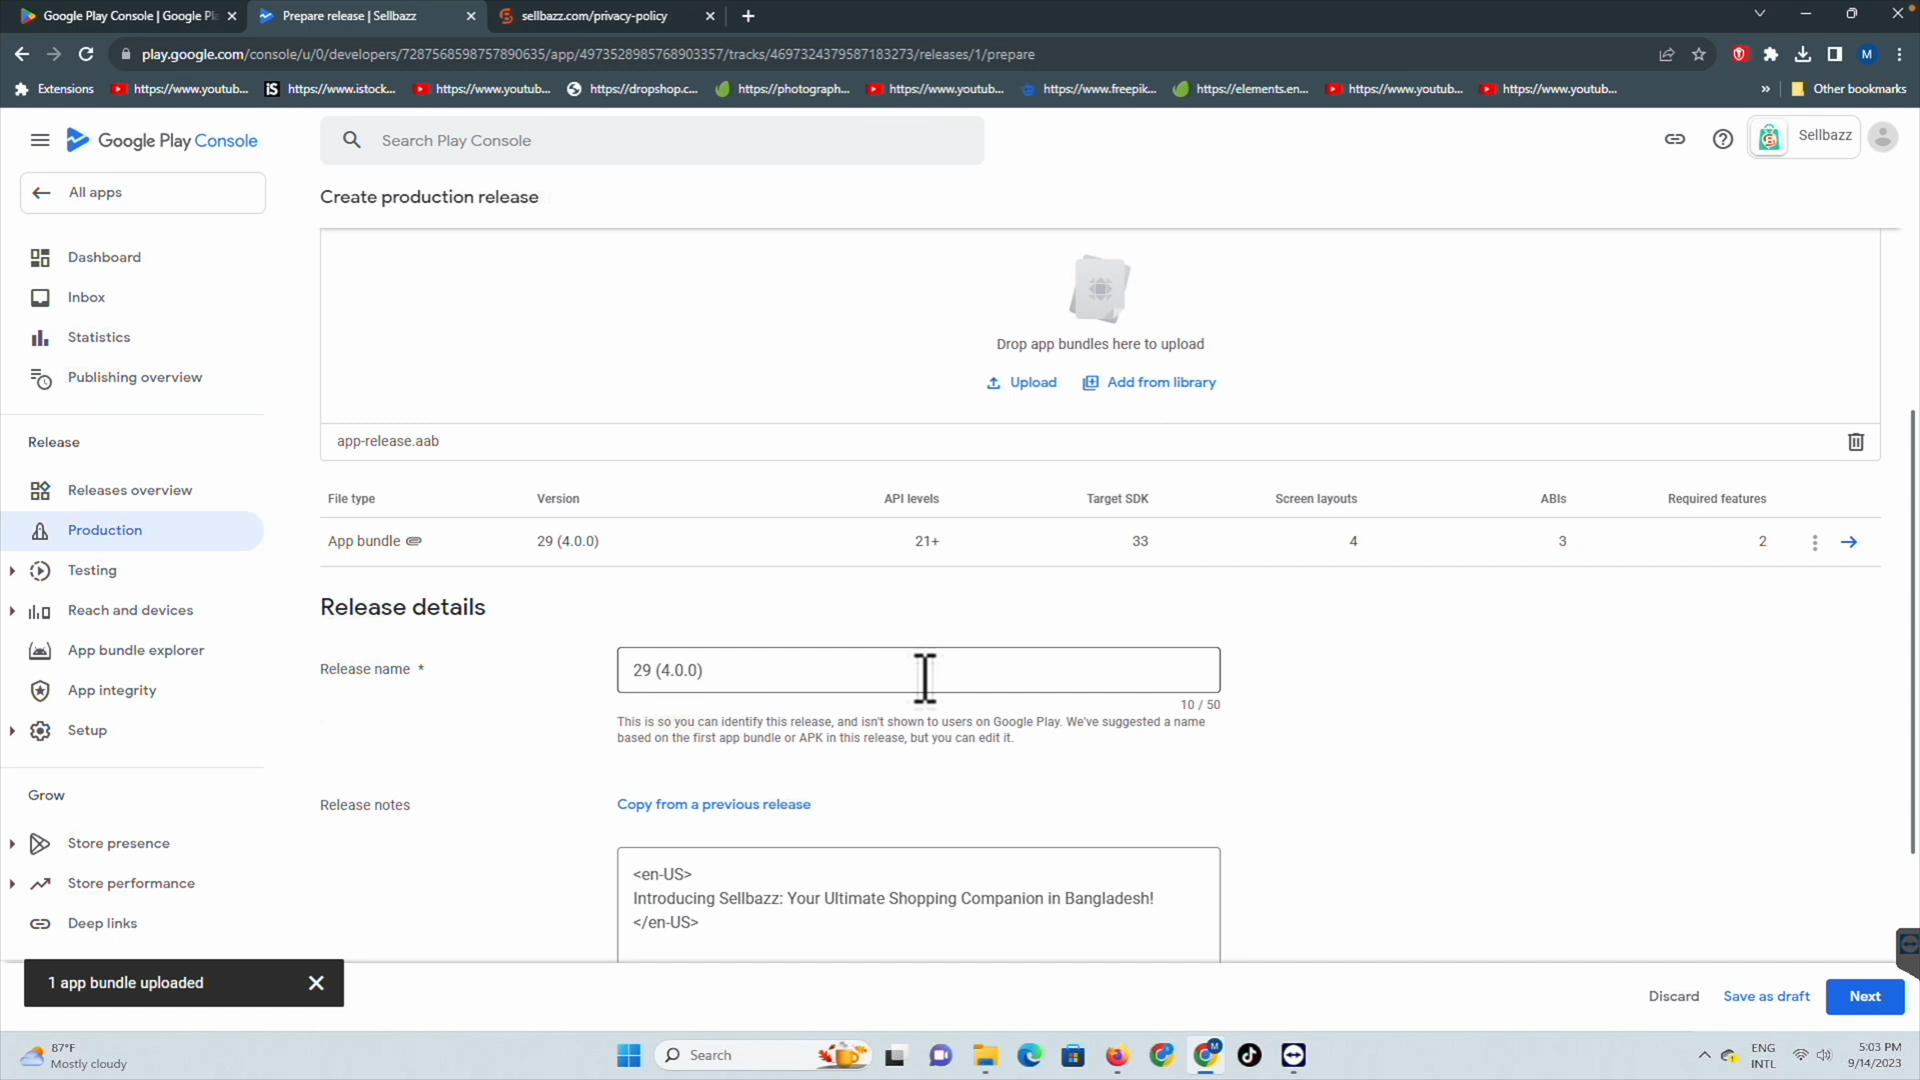 Google Play Console | Google Pla
Prepare release | Sellbazz
sellbazz.com/privacy-policy
play.google.com/console/u/0/developers/7287568598757890635/app/4973528985768903357/tracks/4697324379587183273/releases/1/prepare
M
Extensions
https://www.youtub...
iS
https://www.istock...
https://www.youtub...
https://dropshop.c...
https://photograph...
https://www.youtub...
https://www.freepik...
https://elements.en...
https://www.youtub...
https://www.youtub...
»
Other bookmarks
Google Play Console
Search Play Console
Sellbazz
All apps
Create production release
Dashboard
Inbox
Statistics
Publishing overview
Drop app bundles here to upload
Upload
Add from library
Release
app-release.aab
Releases overview
File type
Version
API levels
Target SDK
Screen layouts
ABIs
Required features
Production
App bundle
29 (4.0.0)
21+
33
4
3
2
Testing
Reach and devices
App bundle explorer
App integrity
Setup
Release details
Release name *
29 (4.0.0)
10 / 50
This is so you can identify this release, and isn't shown to users on Google Play. We've suggested a name
based on the first app bundle or APK in this release, but you can edit it.
Grow
Release notes
Copy from a previous release
Store presence
Store performance
Deep links
<en-US>
Introducing Sellbazz: Your Ultimate Shopping Companion in Bangladesh!
</en-US>
1 app bundle uploaded
Discard
Save as draft
Next
87°F
Mostly cloudy
Search
M
ENG
INTL
5:03 PM
9/14/2023